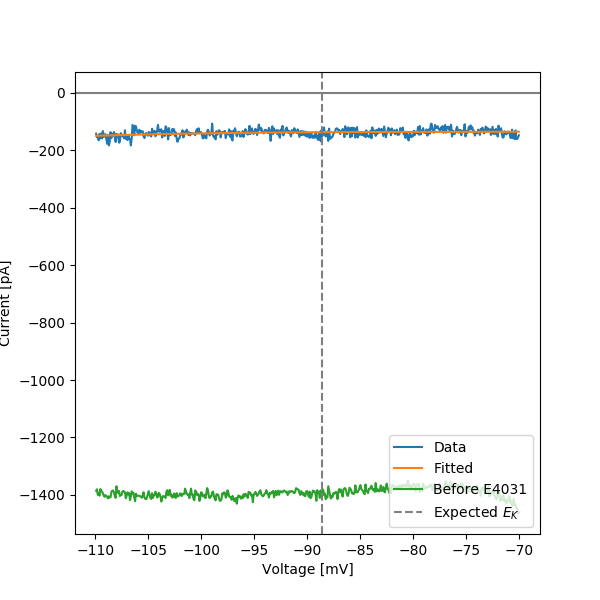 0
−200
−400
−600
−800
−1000
−1200
−1400
Current [pA]
−110
−105
−100
−95
−90
−85
−80
−75
−70
Voltage [mV]
Data
Fitted
Before E4031
Expected E_K